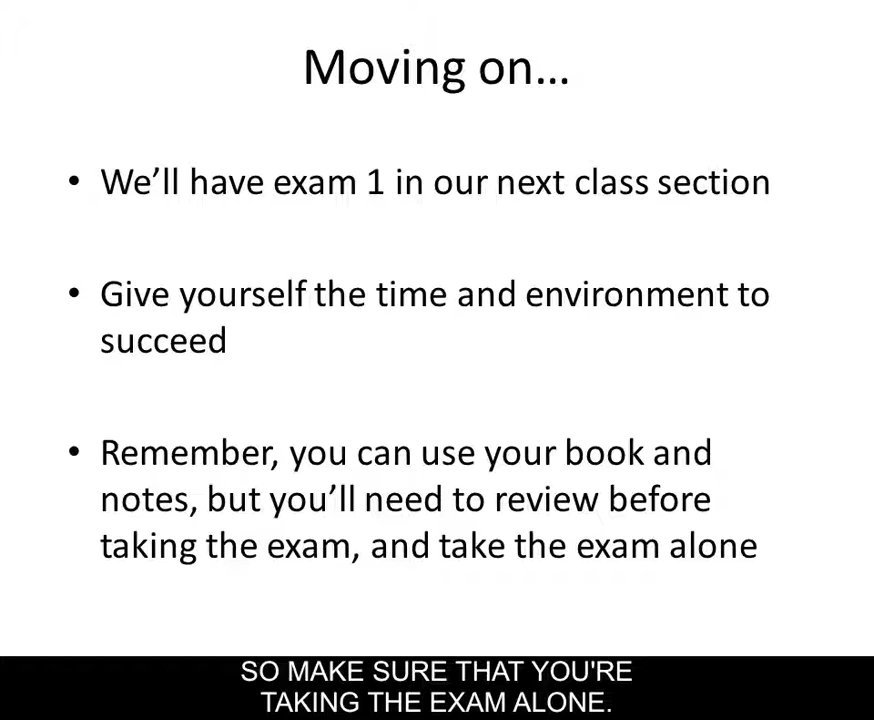 Moving on…
• We’ll have exam 1 in our next class section
• Give yourself the time and environment to
succeed
• Remember, you can use your book and
notes, but you’ll need to review before
taking the exam, and take the exam alone
SO MAKE SURE THAT YOU'RE
TAKING THE EXAM ALONE.